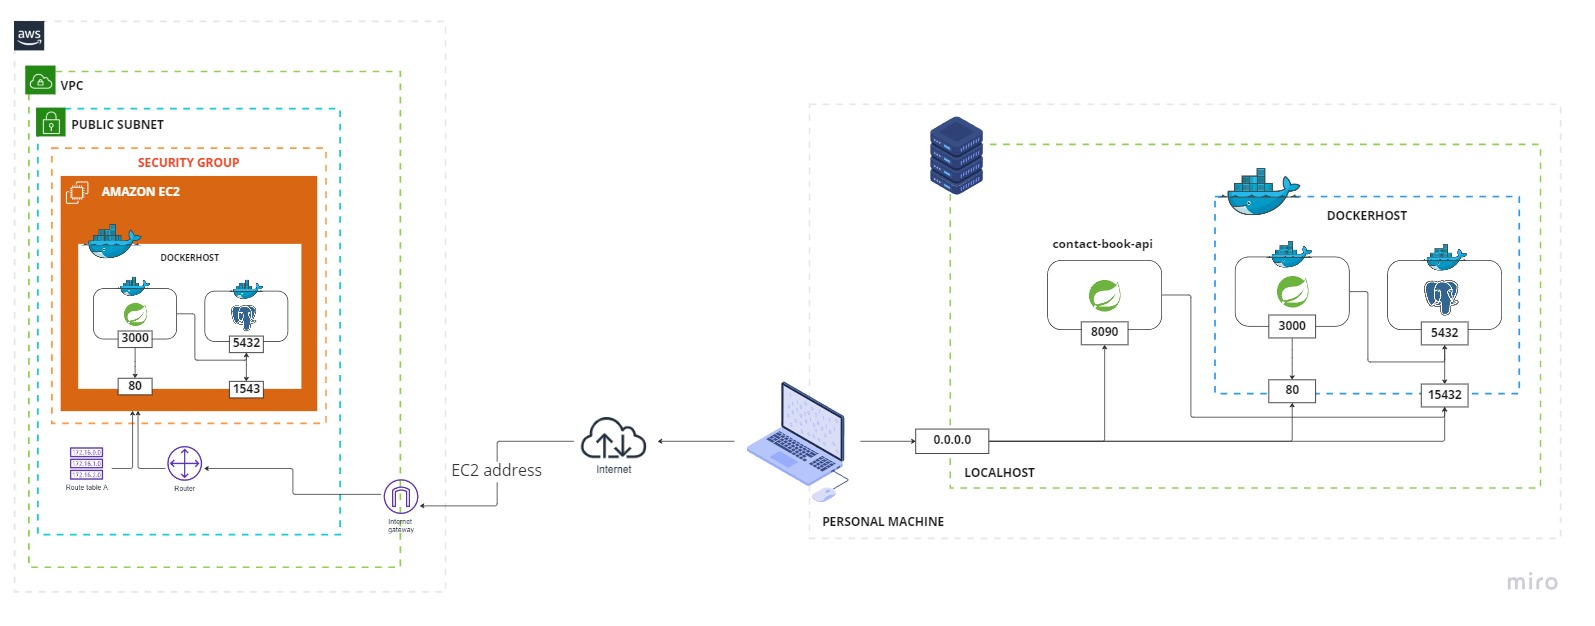 aws
VPC
PUBLIC SUBNET
SECURITY GROUP
AMAZON EC2
DOCKERHOST
3000
5432
80
1543
172.16.0.0
172.16.1.0
172.16.2.0
Route table A
Router
Internet
gateway
EC2 address
Internet
PERSONAL MACHINE
0.0.0.0
LOCALHOST
contact-book-api
8090
DOCKERHOST
3000
5432
80
15432
miro